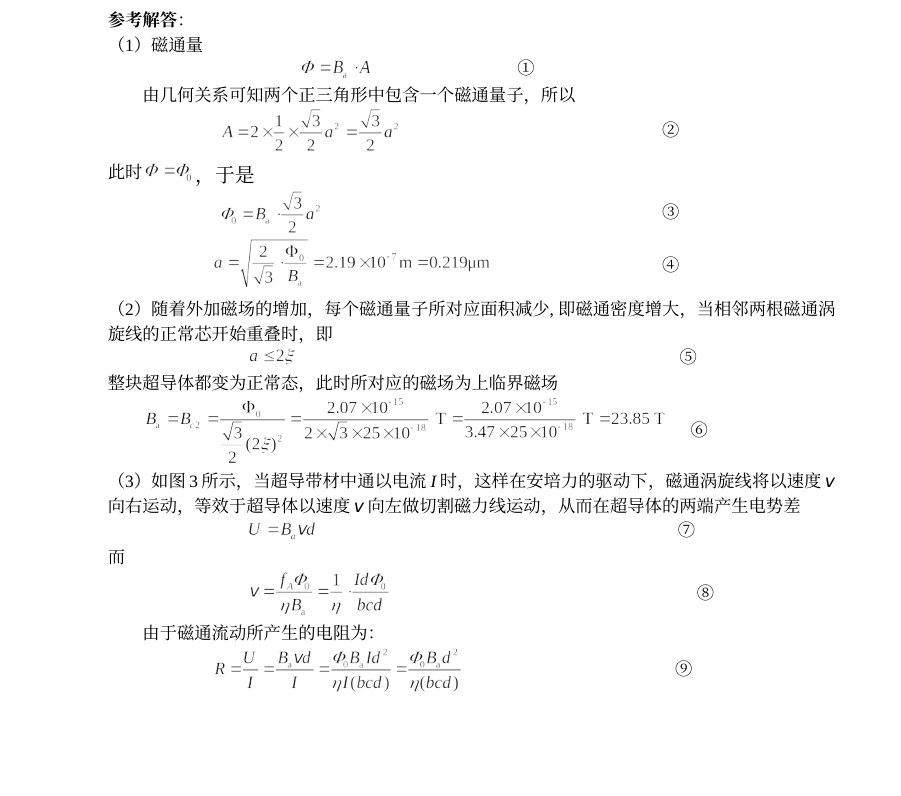 参考解答：
（1）磁通量
Φ=B_a·A ①
由几何关系可知两个正三角形中包含一个磁通量子，所以
A=2×1/2×√3/2 a²=√3/2 a² ②
此时Φ=Φ₀，于是
Φ₀=B_a·√3/2 a² ③
a=√(2/√3·Φ₀/B_a)=2.19×10⁻⁷m=0.219μm ④
（2）随着外加磁场的增加，每个磁通量子所对应面积减少,即磁通密度增大，当相邻两根磁通涡
旋线的正常芯开始重叠时，即
a≤2ξ ⑤
整块超导体都变为正常态，此时所对应的磁场为上临界磁场
B_a=B_c2=Φ₀/(√3/2 (2ξ)²)=2.07×10⁻¹⁵/(2×√3×25×10⁻¹⁸) T=2.07×10⁻¹⁵/(3.47×25×10⁻¹⁸) T=23.85 T ⑥
（3）如图3所示，当超导带材中通以电流I时，这样在安培力的驱动下，磁通涡旋线将以速度v
向右运动，等效于超导体以速度v向左做切割磁力线运动，从而在超导体的两端产生电势差
U=B_a vd ⑦
而
v=f_AΦ₀/(ηB_a)=1/η·IdΦ₀/(bcd) ⑧
由于磁通流动所产生的电阻为：
R=U/I=B_a vd/I=Φ₀B_aId²/(ηI(bcd))=Φ₀B_ad²/(η(bcd)) ⑨